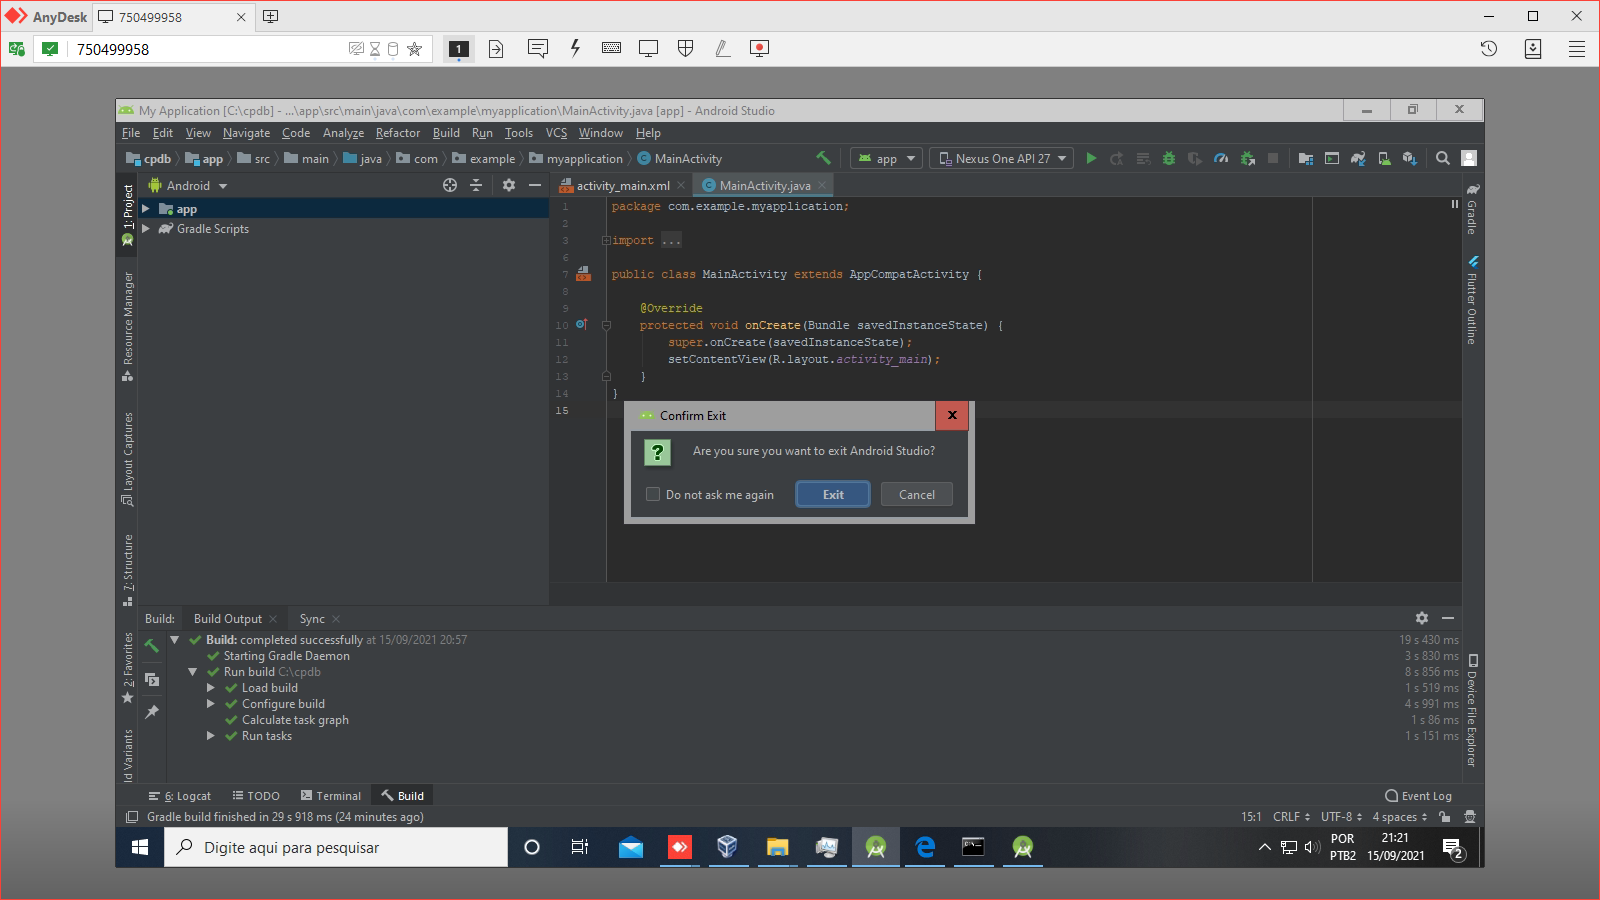 AnyDesk 750499958
750499958 1
My Application [C:\cpdb] - ...\app\src\main\java\com\example\myapplication\MainActivity.java [app] - Android Studio
File Edit View Navigate Code Analyze Refactor Build Run Tools VCS Window Help
cpdb app src main java com example myapplication MainActivity app Nexus One API 27
1: Project
Resource Manager
Layout Captures
7: Structure
2: Favorites
ld Variants
Android
app
Gradle Scripts
activity_main.xml MainActivity.java
1 package com.example.myapplication;
2
3 import ...
6
7 public class MainActivity extends AppCompatActivity {
8
9 @Override
10 protected void onCreate(Bundle savedInstanceState) {
11 super.onCreate(savedInstanceState);
12 setContentView(R.layout.activity_main);
13 }
14 }
15
Gradle
Flutter Outline
Device File Explorer
Confirm Exit
Are you sure you want to exit Android Studio?
Do not ask me again Exit Cancel
Build: Build Output Sync
Build: completed successfully at 15/09/2021 20:57 19 s 430 ms
Starting Gradle Daemon 3 s 830 ms
Run build C:\cpdb 8 s 856 ms
Load build 1 s 519 ms
Configure build 4 s 991 ms
Calculate task graph 1 s 86 ms
Run tasks 1 s 151 ms
6: Logcat TODO Terminal Build Event Log
Gradle build finished in 29 s 918 ms (24 minutes ago) 15:1 CRLF UTF-8 4 spaces
Digite aqui para pesquisar
POR 21:21
PTB2 15/09/2021 2